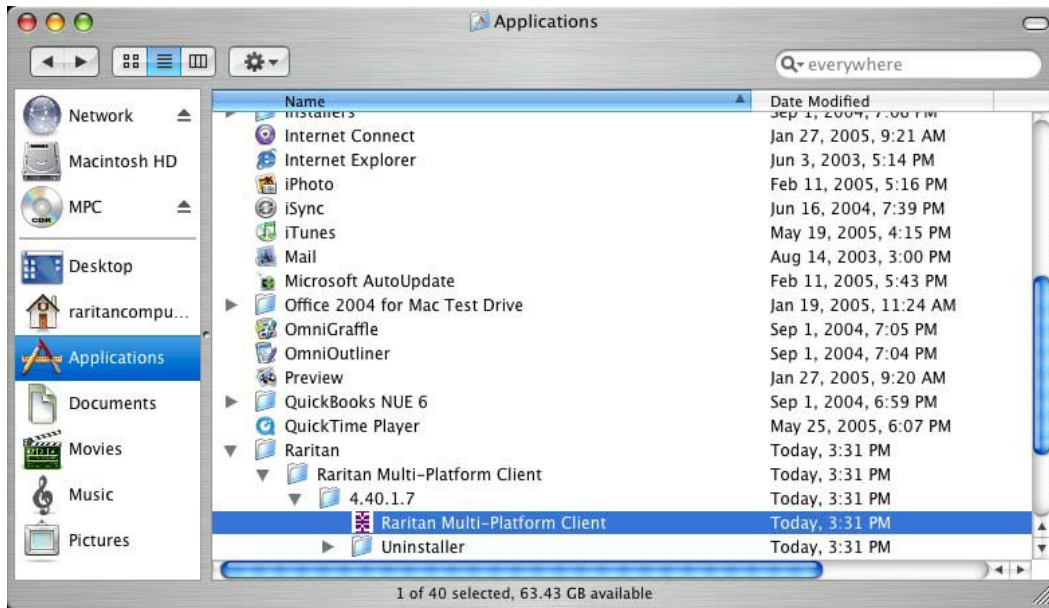 Applications
everywhere
Name Date Modified
Network
Macintosh HD
MPC
Desktop
raritancompu...
Applications
Documents
Movies
Music
Pictures
Installers Sep 1, 2004, 7:06 PM
Internet Connect Jan 27, 2005, 9:21 AM
Internet Explorer Jun 3, 2003, 5:14 PM
iPhoto Feb 11, 2005, 5:16 PM
iSync Jun 16, 2004, 7:39 PM
iTunes May 19, 2005, 4:15 PM
Mail Aug 14, 2003, 3:00 PM
Microsoft AutoUpdate Feb 11, 2005, 5:43 PM
Office 2004 for Mac Test Drive Jan 19, 2005, 11:24 AM
OmniGraffle Sep 1, 2004, 7:05 PM
OmniOutliner Sep 1, 2004, 7:04 PM
Preview Jan 27, 2005, 9:20 AM
QuickBooks NUE 6 Sep 1, 2004, 6:59 PM
QuickTime Player May 25, 2005, 6:07 PM
Raritan Today, 3:31 PM
Raritan Multi-Platform Client Today, 3:31 PM
4.40.1.7 Today, 3:31 PM
Raritan Multi-Platform Client Today, 3:31 PM
Uninstaller Today, 3:31 PM
1 of 40 selected, 63.43 GB available